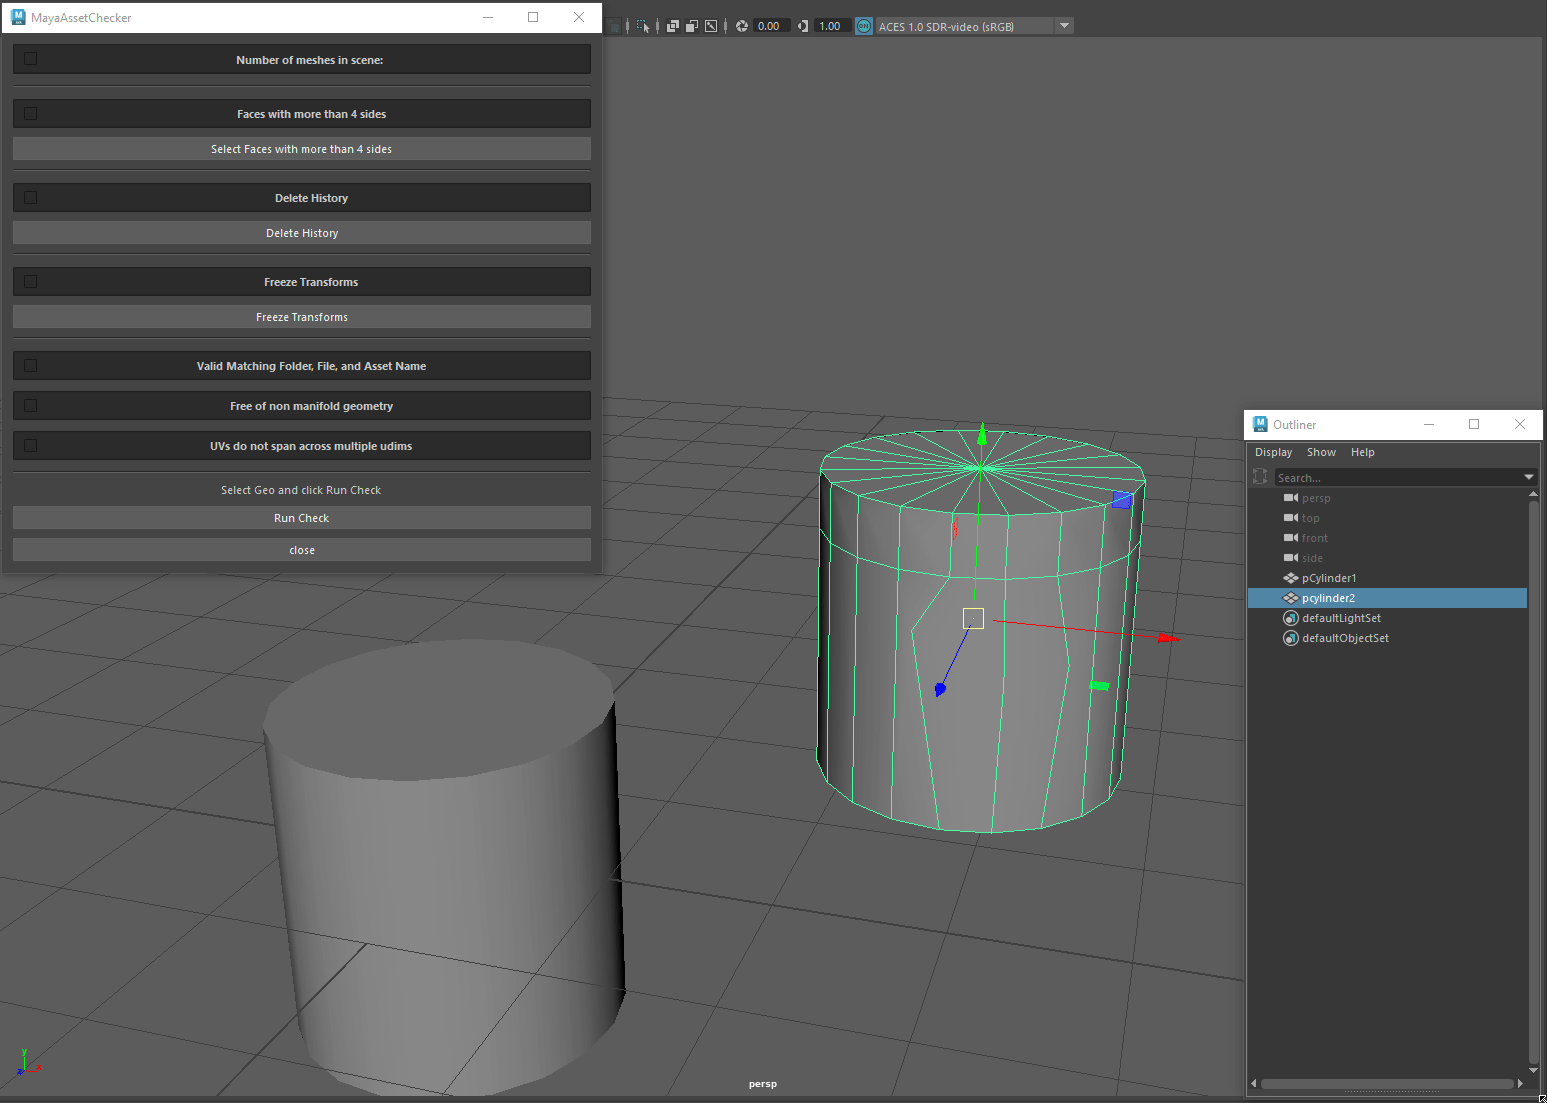 MayaAssetChecker
Number of meshes in scene:
Faces with more than 4 sides
Select Faces with more than 4 sides
Delete History
Delete History
Freeze Transforms
Freeze Transforms
Valid Matching Folder, File, and Asset Name
Free of non manifold geometry
UVs do not span across multiple udims
Select Geo and click Run Check
Run Check
close
0.00
1.00
ON
ACES 1.0 SDR-video (sRGB)
Outliner
Display Show Help
Search...
persp
top
front
side
pCylinder1
pcylinder2
defaultLightSet
defaultObjectSet
persp
y
z
x